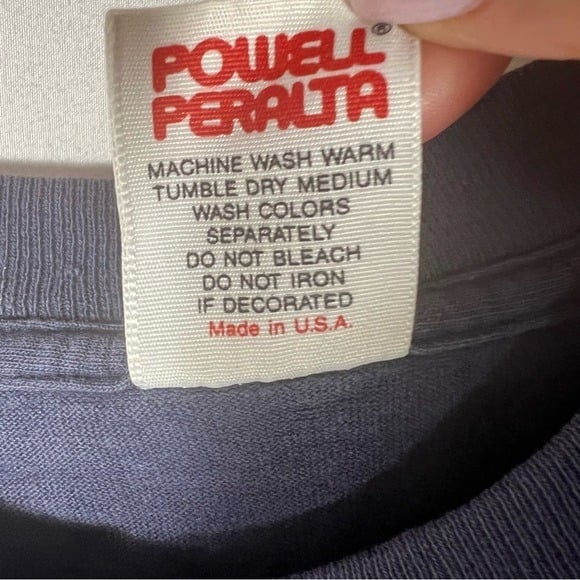 POWELL®
PERALTA
MACHINE WASH WARM
TUMBLE DRY MEDIUM
WASH COLORS
SEPARATELY
DO NOT BLEACH
DO NOT IRON
IF DECORATED
Made in U.S.A.